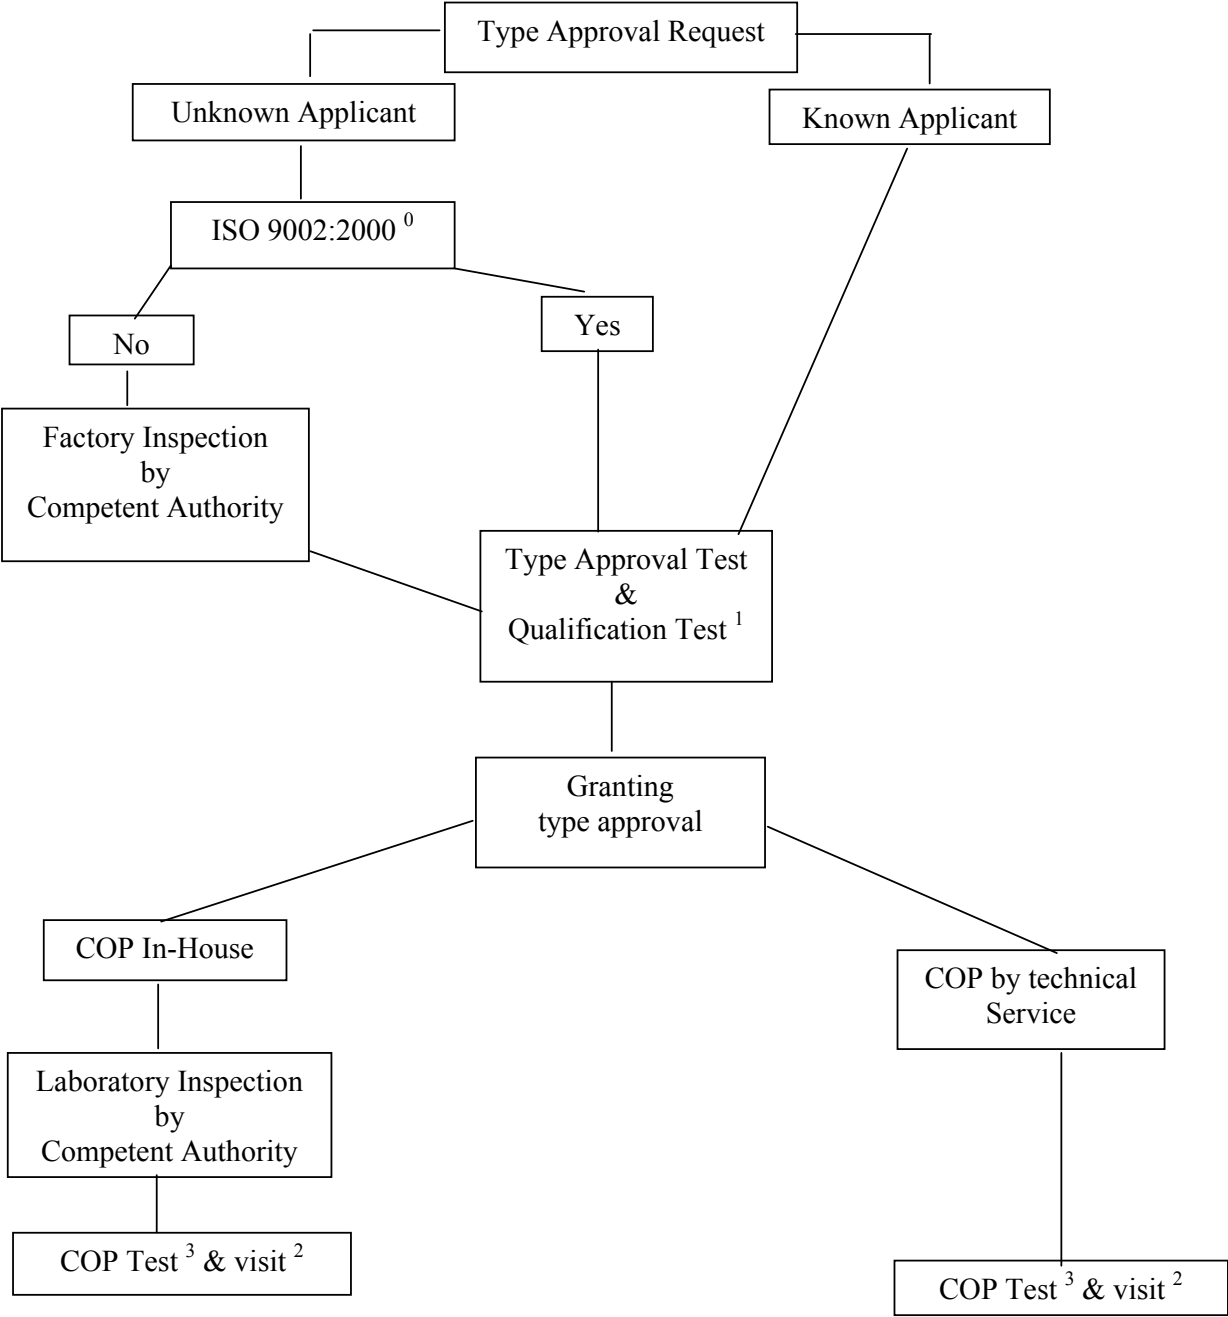 Type Approval Request
Unknown Applicant
Known Applicant
ISO 9002:2000 0
Yes
No
Factory Inspection
by
Competent Authority
Type Approval Test
&
Qualification Test 1
Granting
type approval
COP In-House
COP by technical
Service
Laboratory Inspection
by
Competent Authority
COP Test 3 & visit 2
COP Test 3 & visit 2